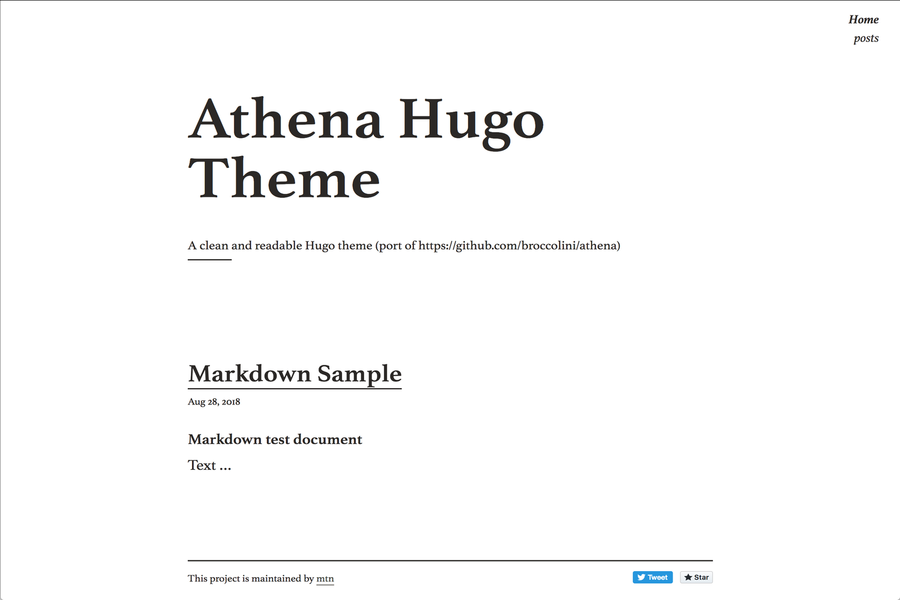 Home
posts
Athena Hugo
Theme
A clean and readable Hugo theme (port of https://github.com/broccolini/athena)
Markdown Sample
Aug 28, 2018
Markdown test document
Text ...
This project is maintained by mtn
Tweet
Star